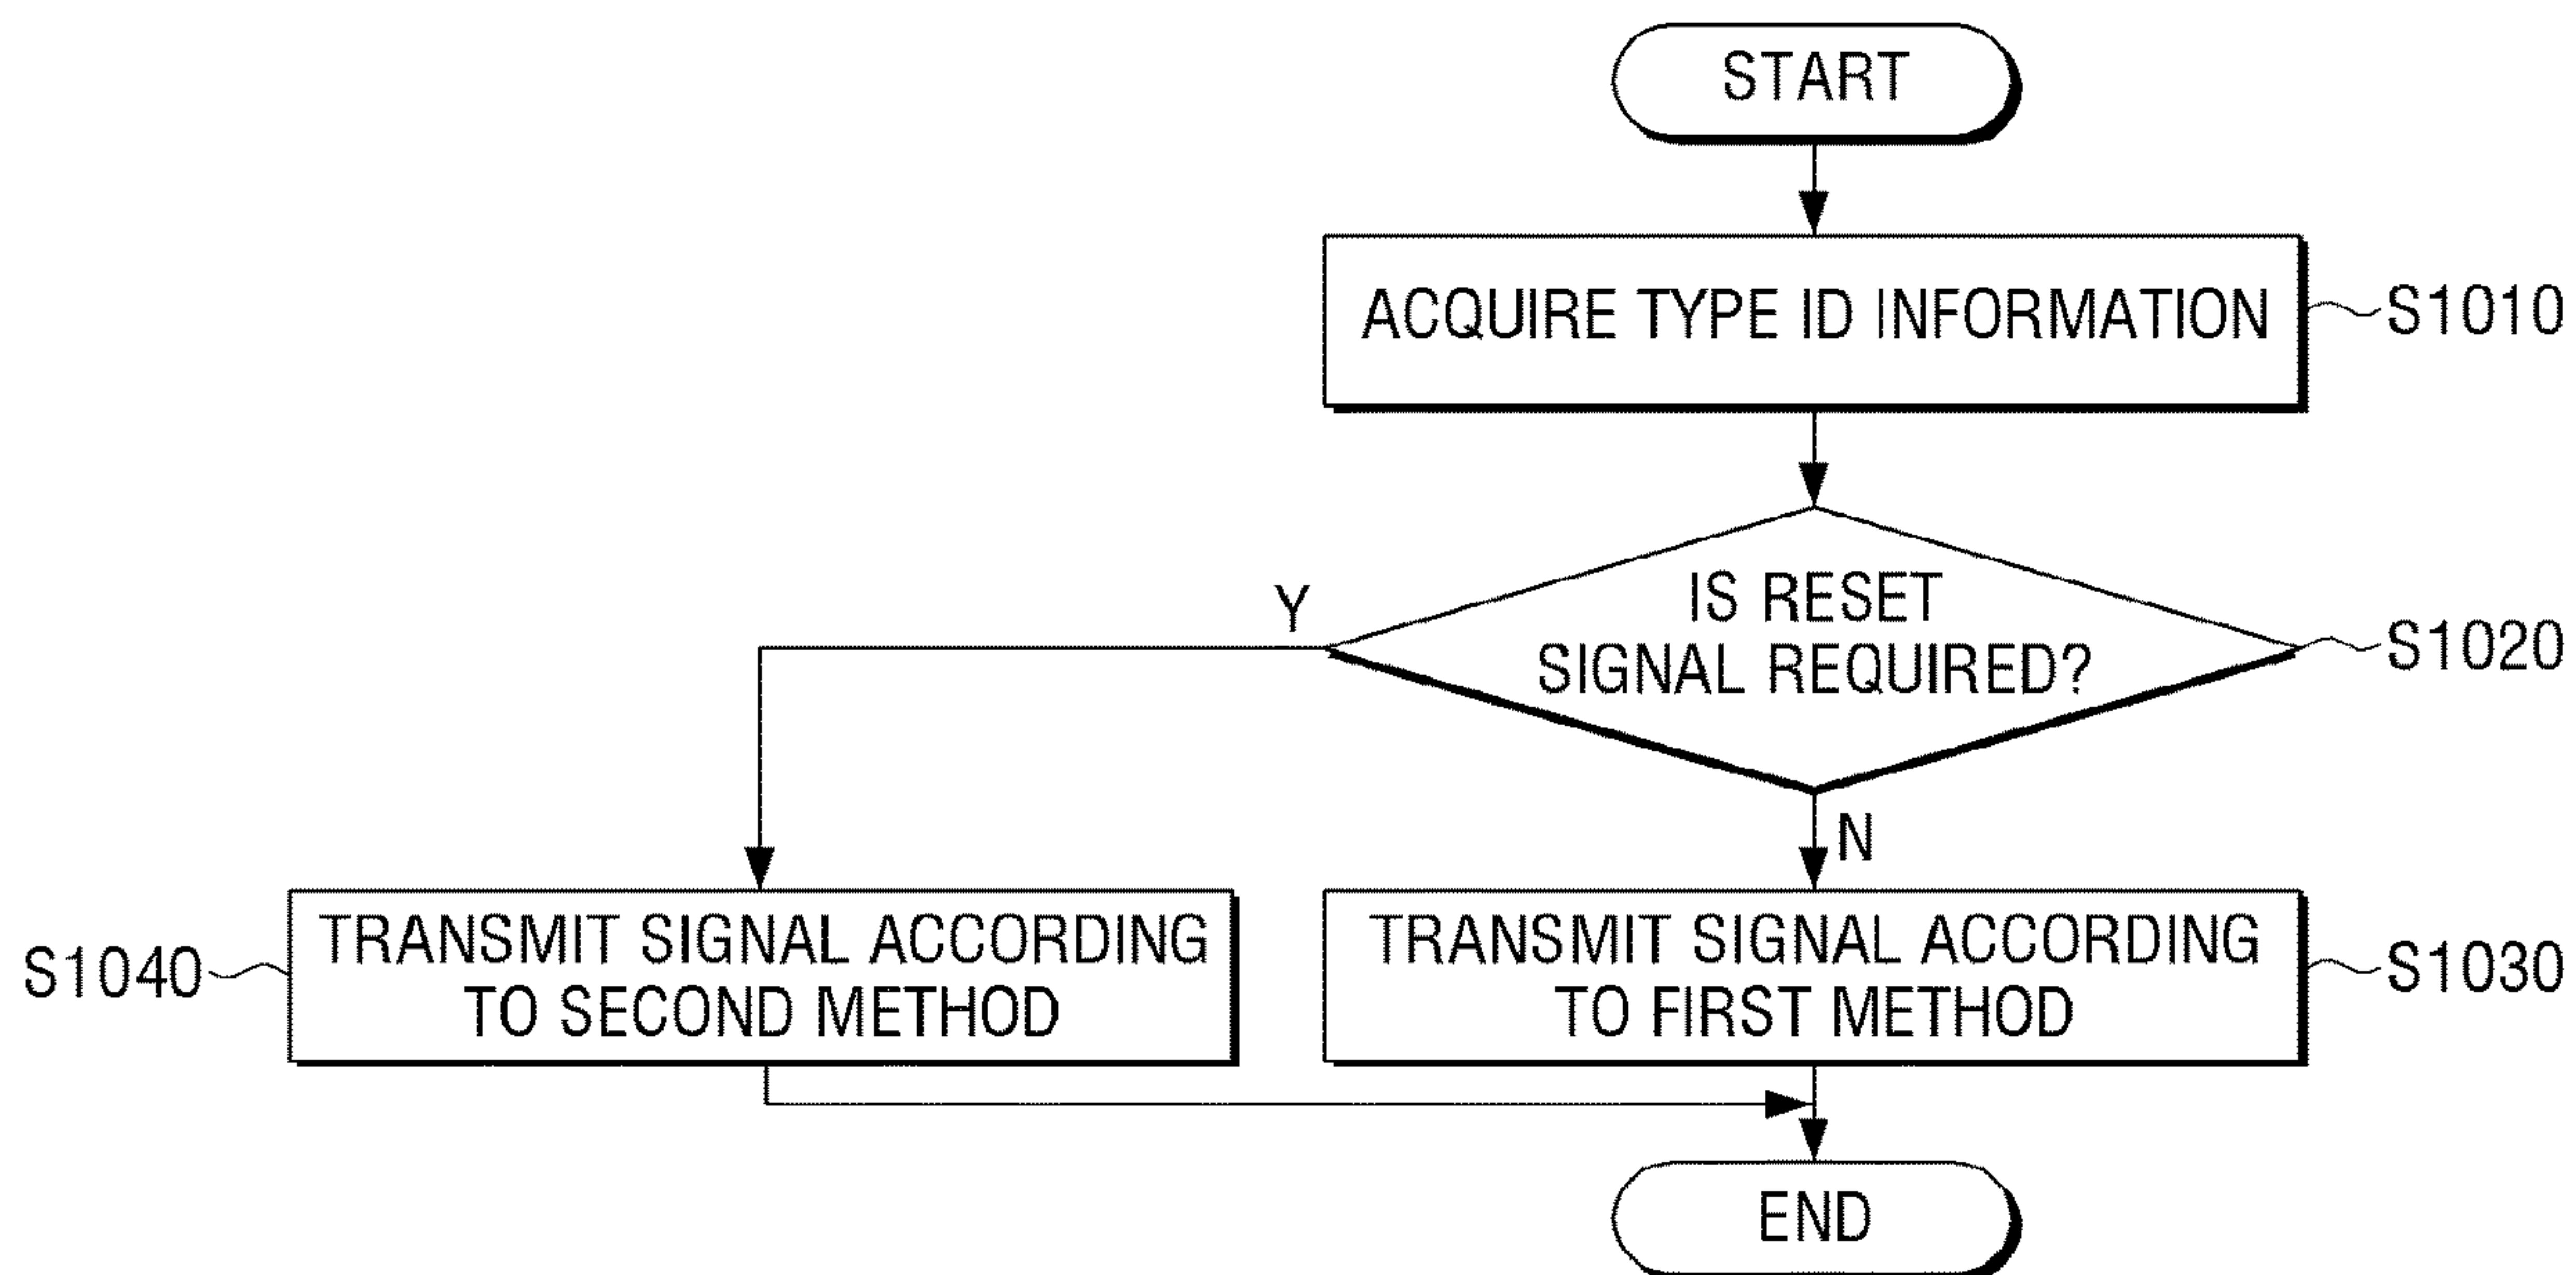 START
ACQUIRE TYPE ID INFORMATION
S1010
IS RESET
SIGNAL REQUIRED?
S1020
Y
N
S1040
TRANSMIT SIGNAL ACCORDING
TO SECOND METHOD
TRANSMIT SIGNAL ACCORDING
TO FIRST METHOD
S1030
END